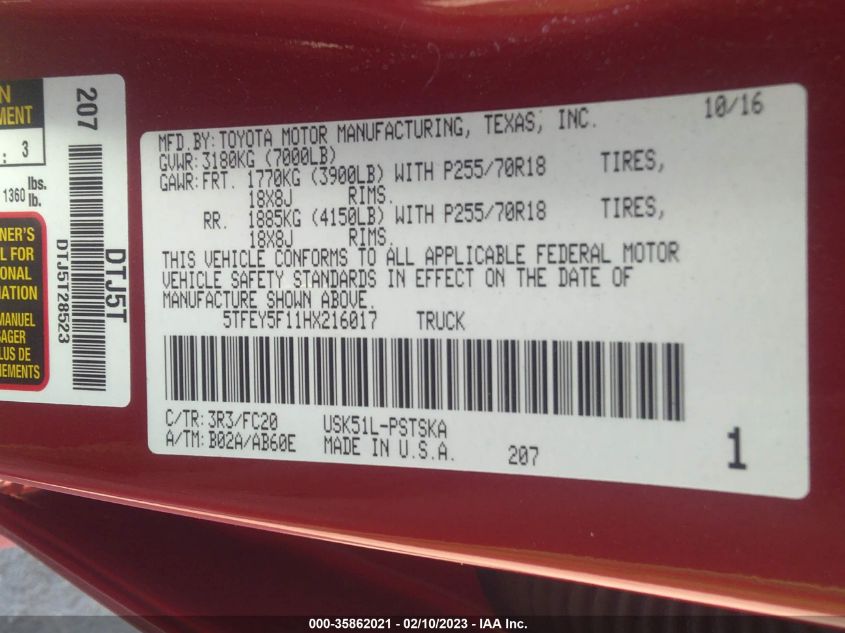 N
MENT
: 3
1360 lbs.
lb.
NER'S
L FOR
ONAL
MATION
MANUEL
SAGER
LUS DE
NEMENTS
207
DTJ5T
DTJ5T28523
10/16
MFD.BY:TOYOTA MOTOR MANUFACTURING, TEXAS, INC.
GVWR:3180KG (7000LB)
GAWR:FRT. 1770KG (3900LB) WITH P255/70R18 TIRES,
18X8J RIMS.
RR. 1885KG (4150LB) WITH P255/70R18 TIRES,
18X8J RIMS.
THIS VEHICLE CONFORMS TO ALL APPLICABLE FEDERAL MOTOR
VEHICLE SAFETY STANDARDS IN EFFECT ON THE DATE OF
MANUFACTURE SHOWN ABOVE.
5TFEY5F11HX216017 TRUCK
C/TR:3R3/FC20 USK51L-PSTSKA
A/TM:B02A/AB60E MADE IN U.S.A. 207 1
000-35862021 - 02/10/2023 - IAA Inc.